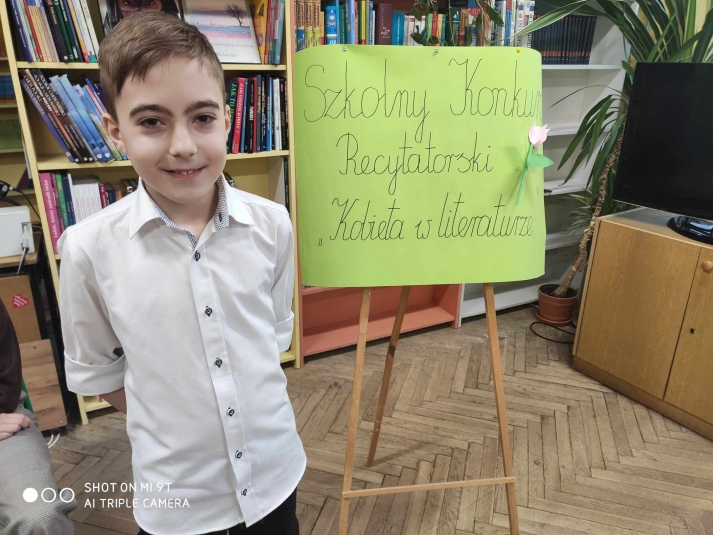 Szkolny Konkur
Recytatorski
„Kobieta w literaturze
SHOT ON MI 9T
AI TRIPLE CAMERA